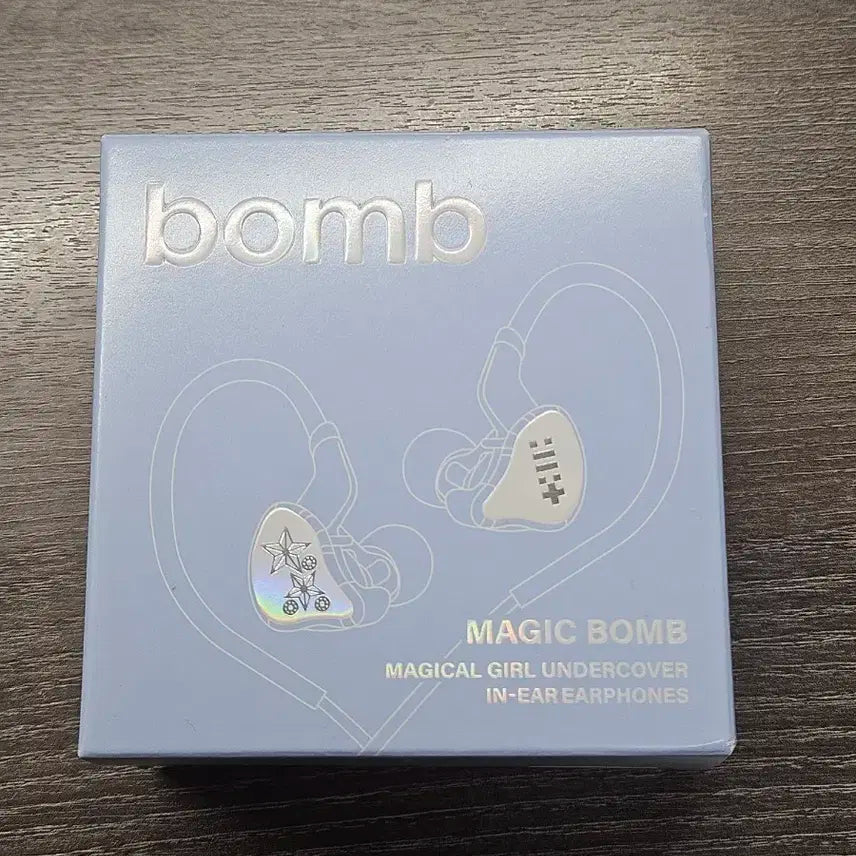 bomb
MAGIC BOMB
MAGICAL GIRL UNDERCOVER
IN-EAR EARPHONES